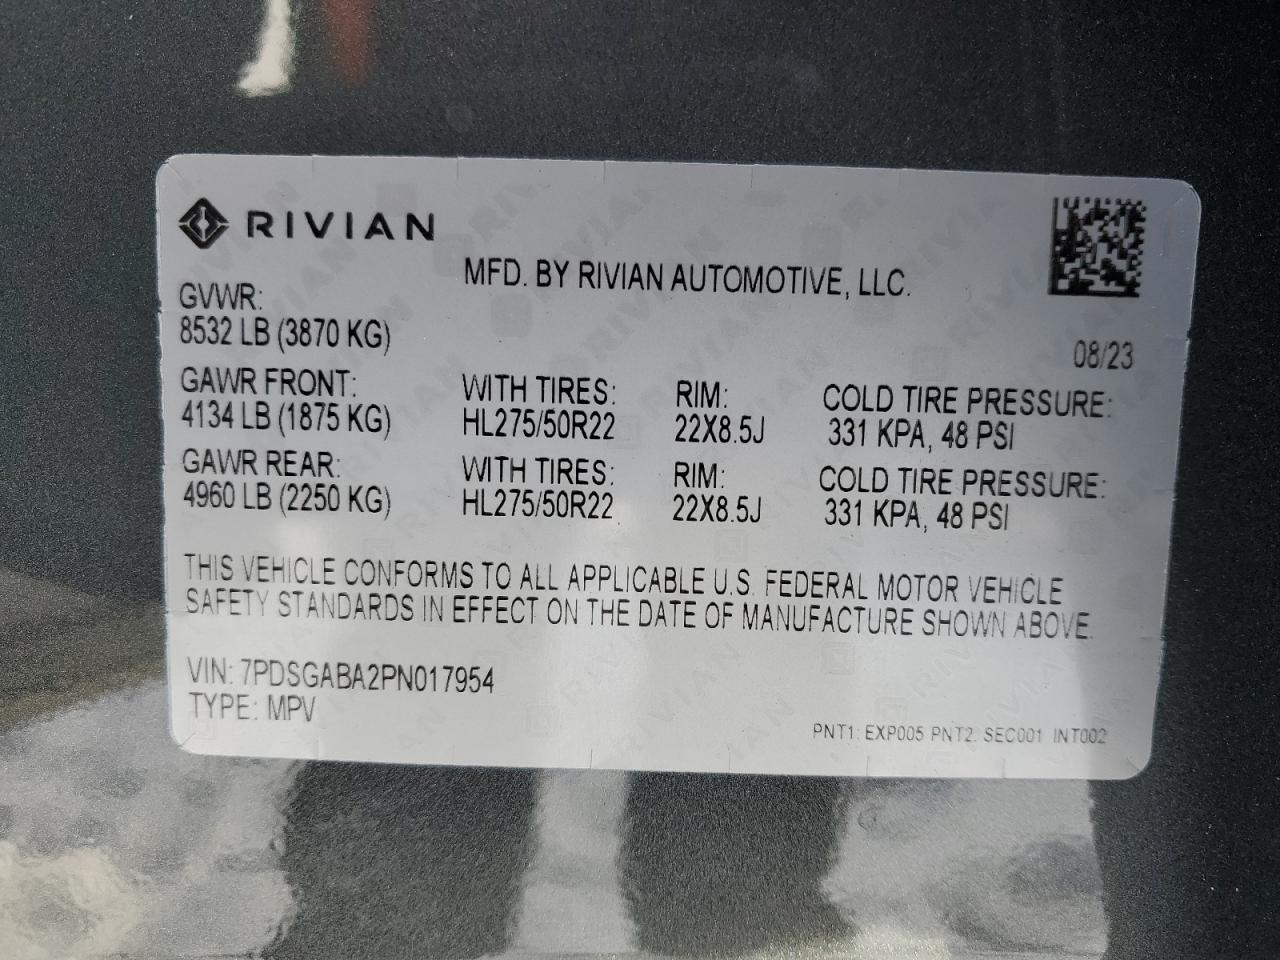 RIVIAN
MFD. BY RIVIAN AUTOMOTIVE, LLC.
GVWR:
8532 LB (3870 KG)
08/23
GAWR FRONT: WITH TIRES: RIM: COLD TIRE PRESSURE:
4134 LB (1875 KG) HL275/50R22 22X8.5J 331 KPA, 48 PSI
GAWR REAR: WITH TIRES: RIM: COLD TIRE PRESSURE:
4960 LB (2250 KG) HL275/50R22 22X8.5J 331 KPA, 48 PSI
THIS VEHICLE CONFORMS TO ALL APPLICABLE U.S. FEDERAL MOTOR VEHICLE
SAFETY STANDARDS IN EFFECT ON THE DATE OF MANUFACTURE SHOWN ABOVE.
VIN: 7PDSGABA2PN017954
TYPE: MPV
PNT1: EXP005 PNT2: SEC001 INT002